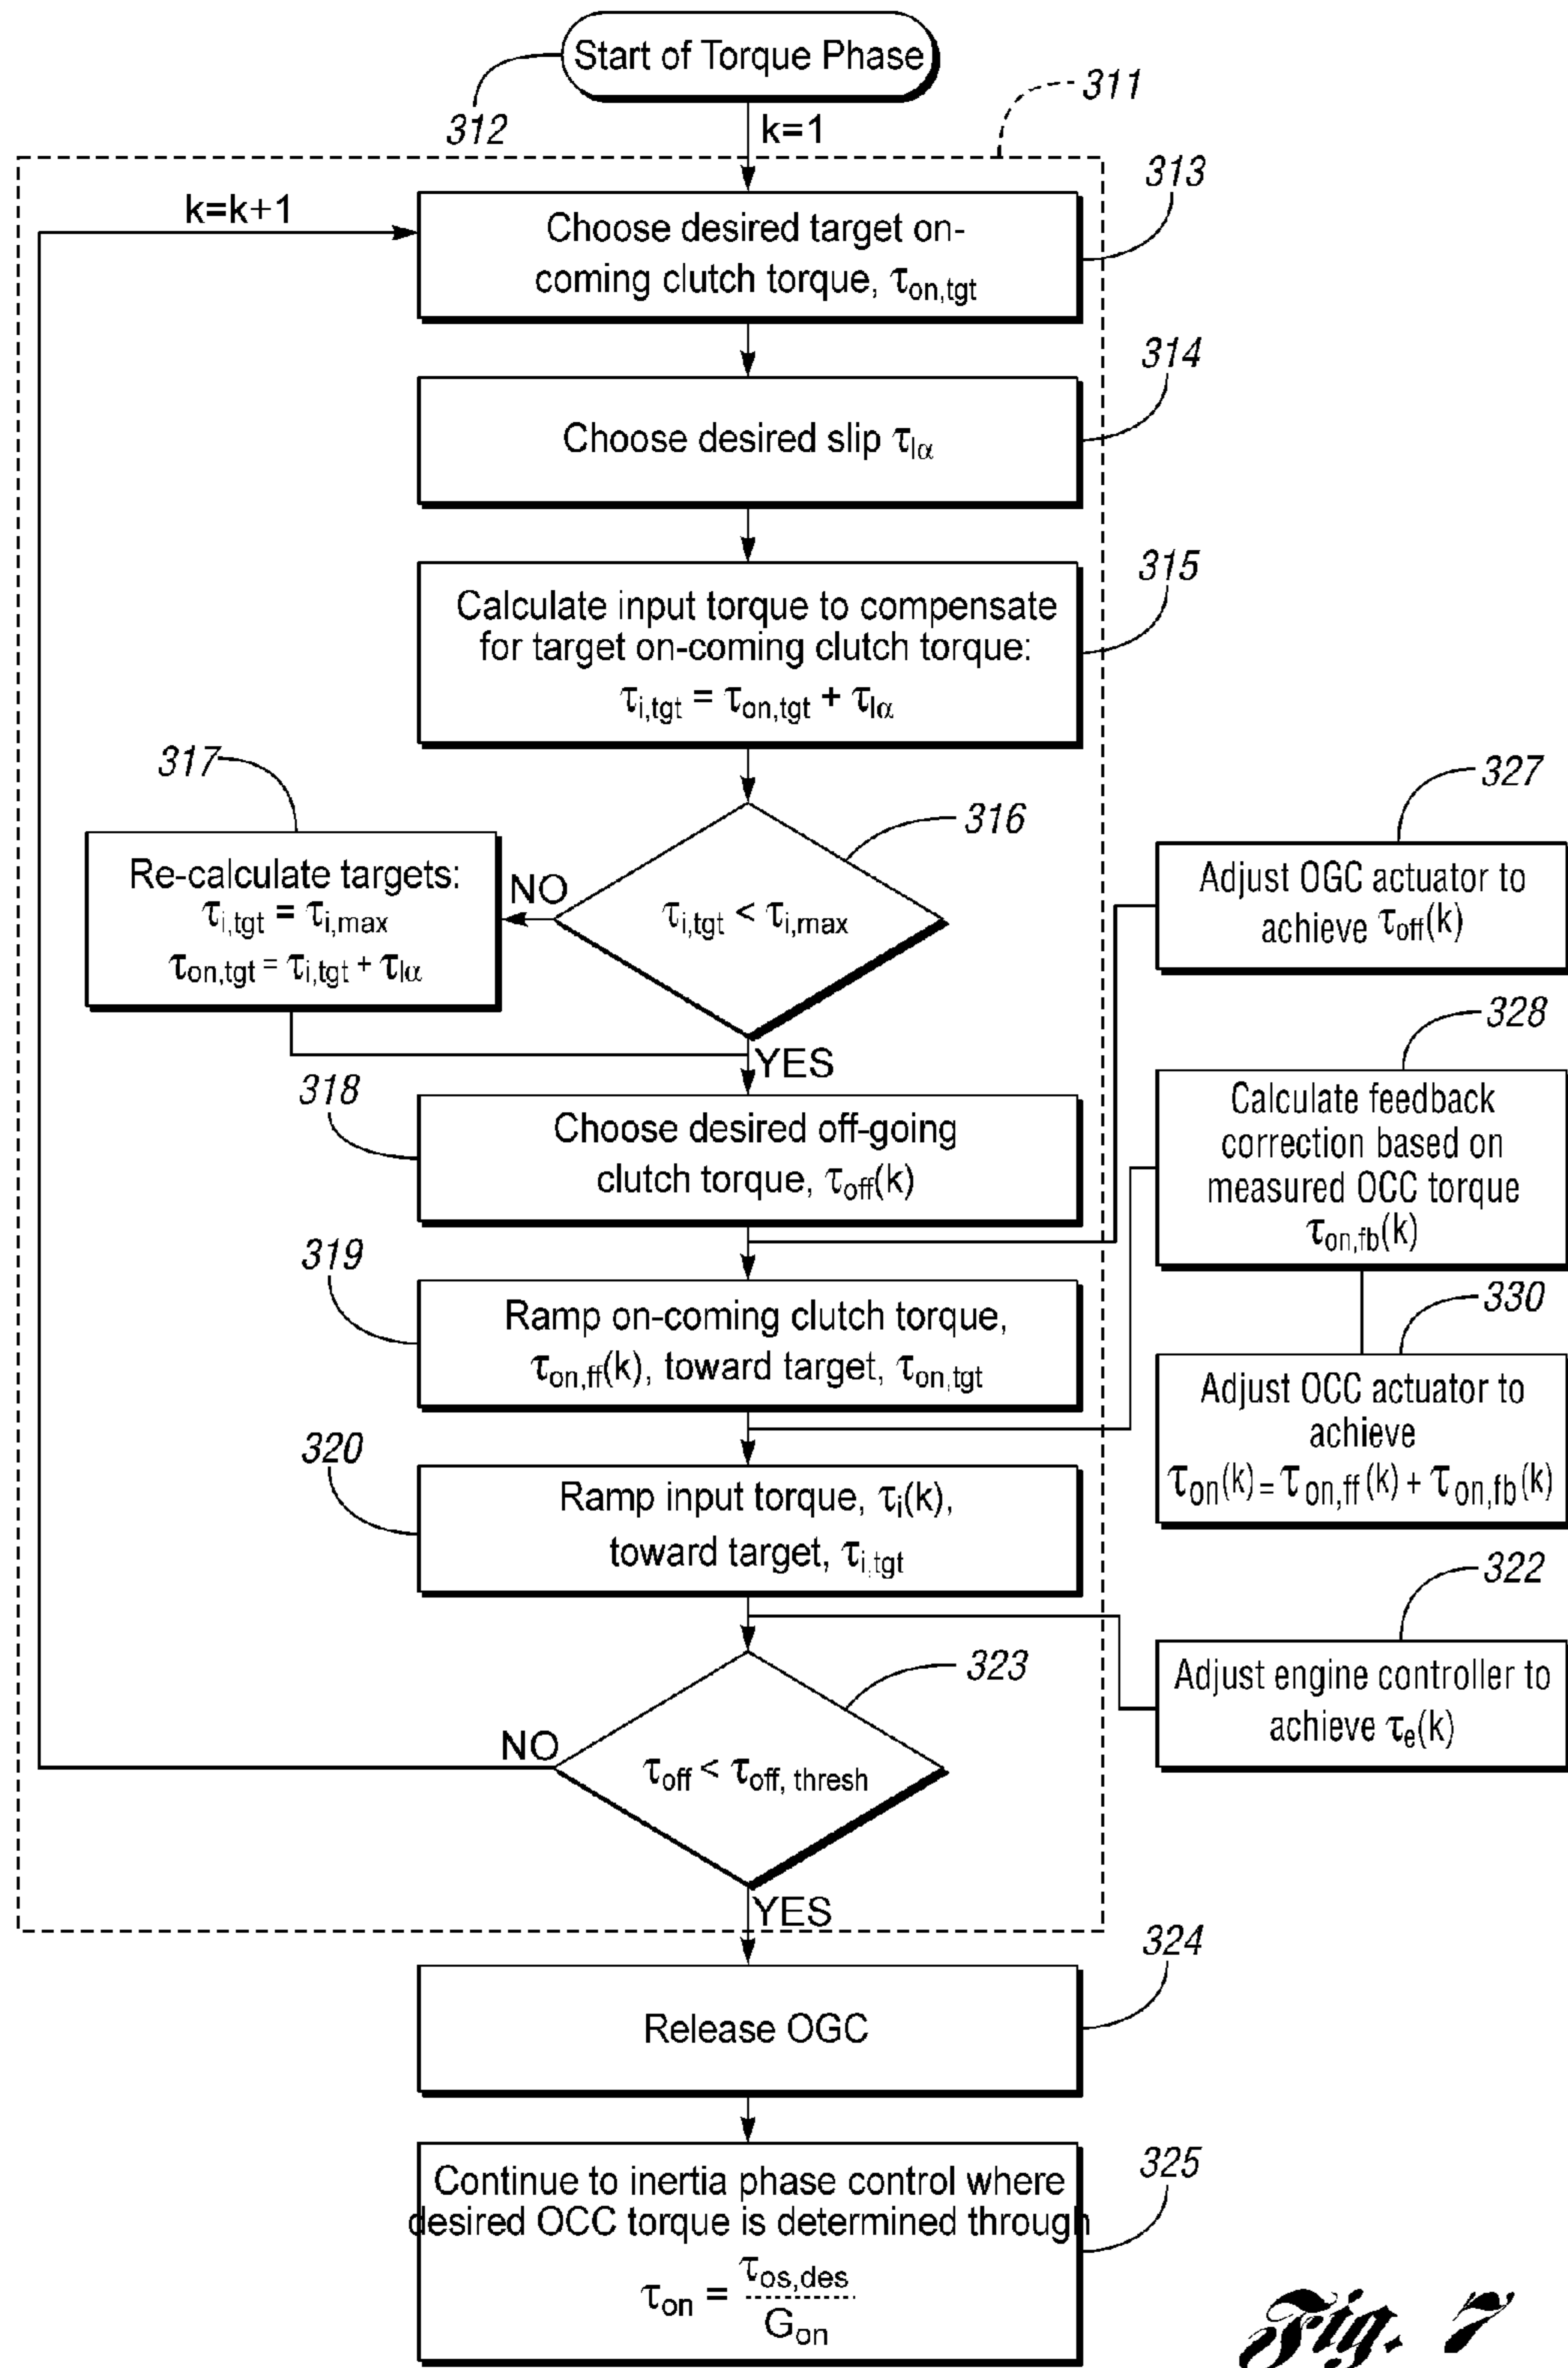 Start of Torque Phase
312
k=1
311
k=k+1
313
Choose desired target on-
coming clutch torque, τon,tgt
314
Choose desired slip τIα
315
Calculate input torque to compensate
for target on-coming clutch torque:
τi,tgt = τon,tgt + τIα
317
316
Re-calculate targets:
τi,tgt = τi,max
τon,tgt = τi,tgt + τIα
NO
τi,tgt < τi,max
YES
327
Adjust OGC actuator to
achieve τoff(k)
318
Choose desired off-going
clutch torque, τoff(k)
328
Calculate feedback
correction based on
measured OCC torque
τon,fb(k)
319
Ramp on-coming clutch torque,
τon,ff(k), toward target, τon,tgt
330
Adjust OCC actuator to
achieve
τon(k) = τon,ff(k) + τon,fb(k)
320
Ramp input torque, τi(k),
toward target, τi,tgt
322
Adjust engine controller to
achieve τe(k)
323
NO
τoff < τoff, thresh
YES
324
Release OGC
325
Continue to inertia phase control where
desired OCC torque is determined through
τon = τos,des
Gon
Fig. 7